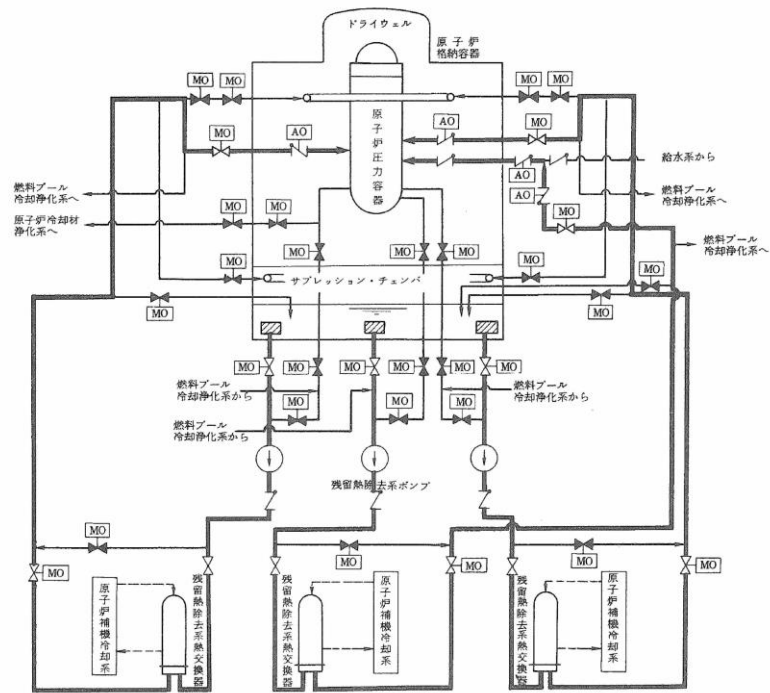 ドライウェル
原子炉
格納容器
MO
MO
MO
MO
原子炉圧力容器
MO
AO
AO
MO
給水系から
AO
AO
MO
燃料プール
冷却浄化系へ
燃料プール
冷却浄化系へ
原子炉冷却材
浄化系へ
MO
MO
燃料プール
冷却浄化系へ
MO
MO
MO
MO
サプレッション・チェンバ
MO
MO
MO
MO
MO
MO
MO
MO
MO
MO
燃料プール
冷却浄化系から
燃料プール
冷却浄化系から
MO
MO
MO
燃料プール
冷却浄化系から
残留熱除去系ポンプ
MO
MO
MO
MO
MO
MO
原子炉補機冷却系
残留熱除去系熱交換器
残留熱除去系熱交換器
原子炉補機冷却系
残留熱除去系熱交換器
原子炉補機冷却系